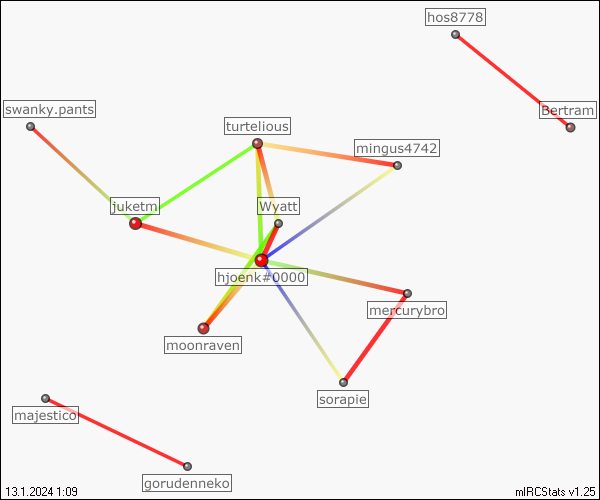 hos8778
swanky.pants
Bertram
turtelious
mingus4742
juketm
Wyatt
hjoenk#0000
mercurybro
moonraven
sorapie
majestico
gorudenneko
13.1.2024 1:09
mIRCStats v1.25